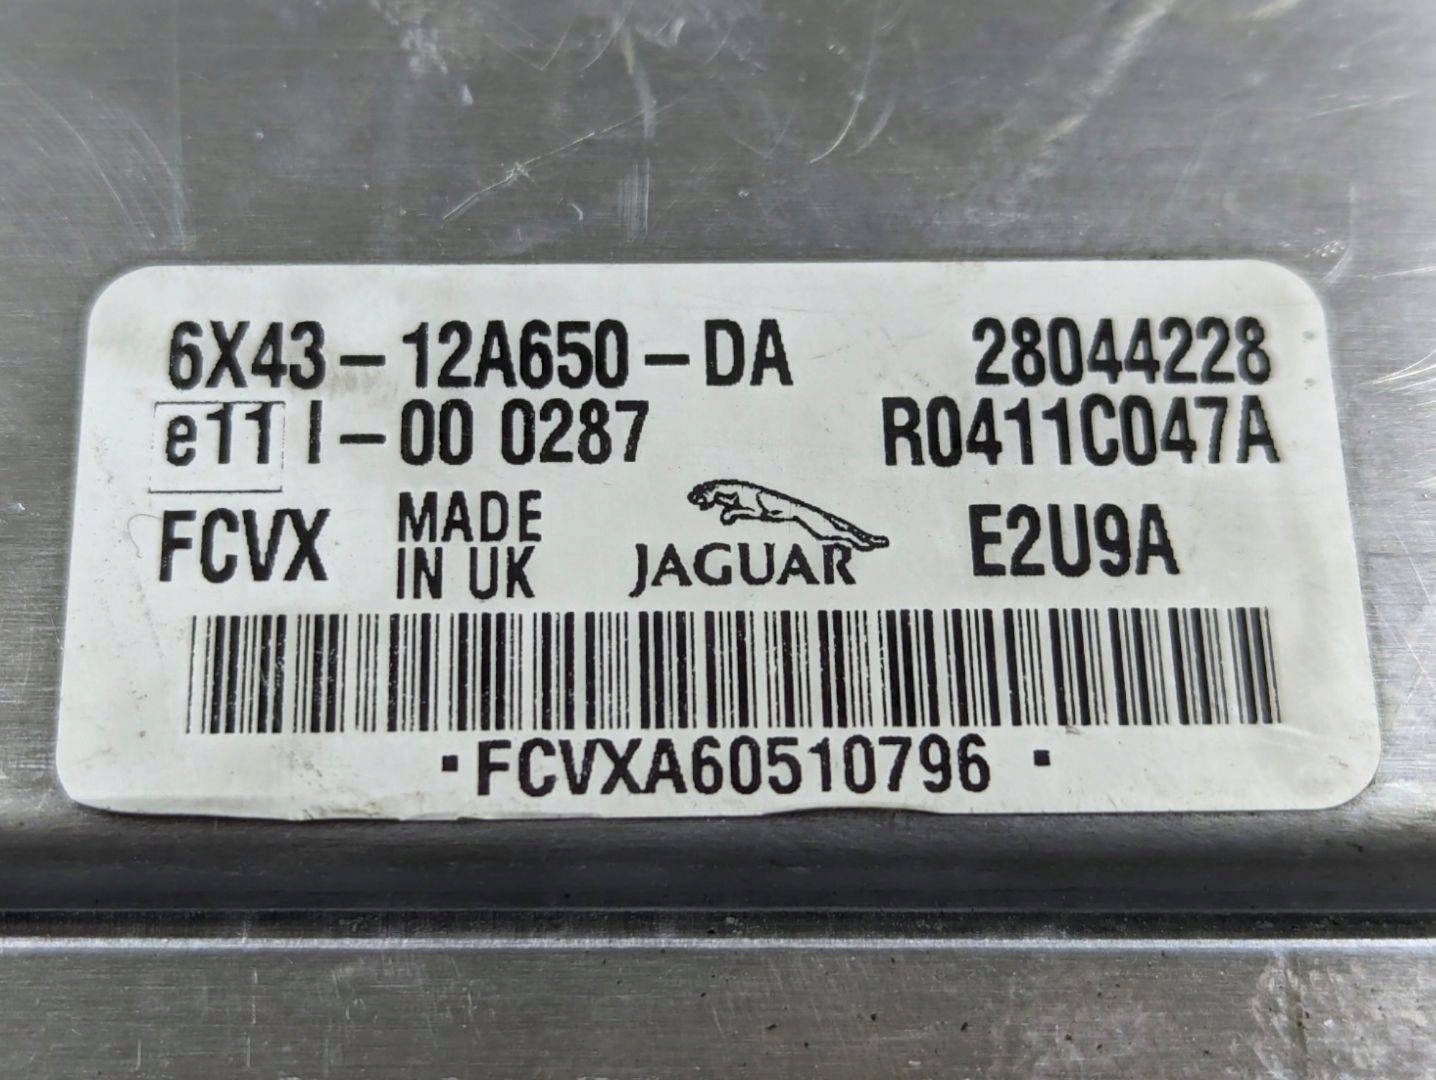 6X43-12A650-DA 28044228
e11 I-00 0287 R0411C047A
FCVX MADE IN UK JAGUAR E2U9A
·FCVXA60510796 ·